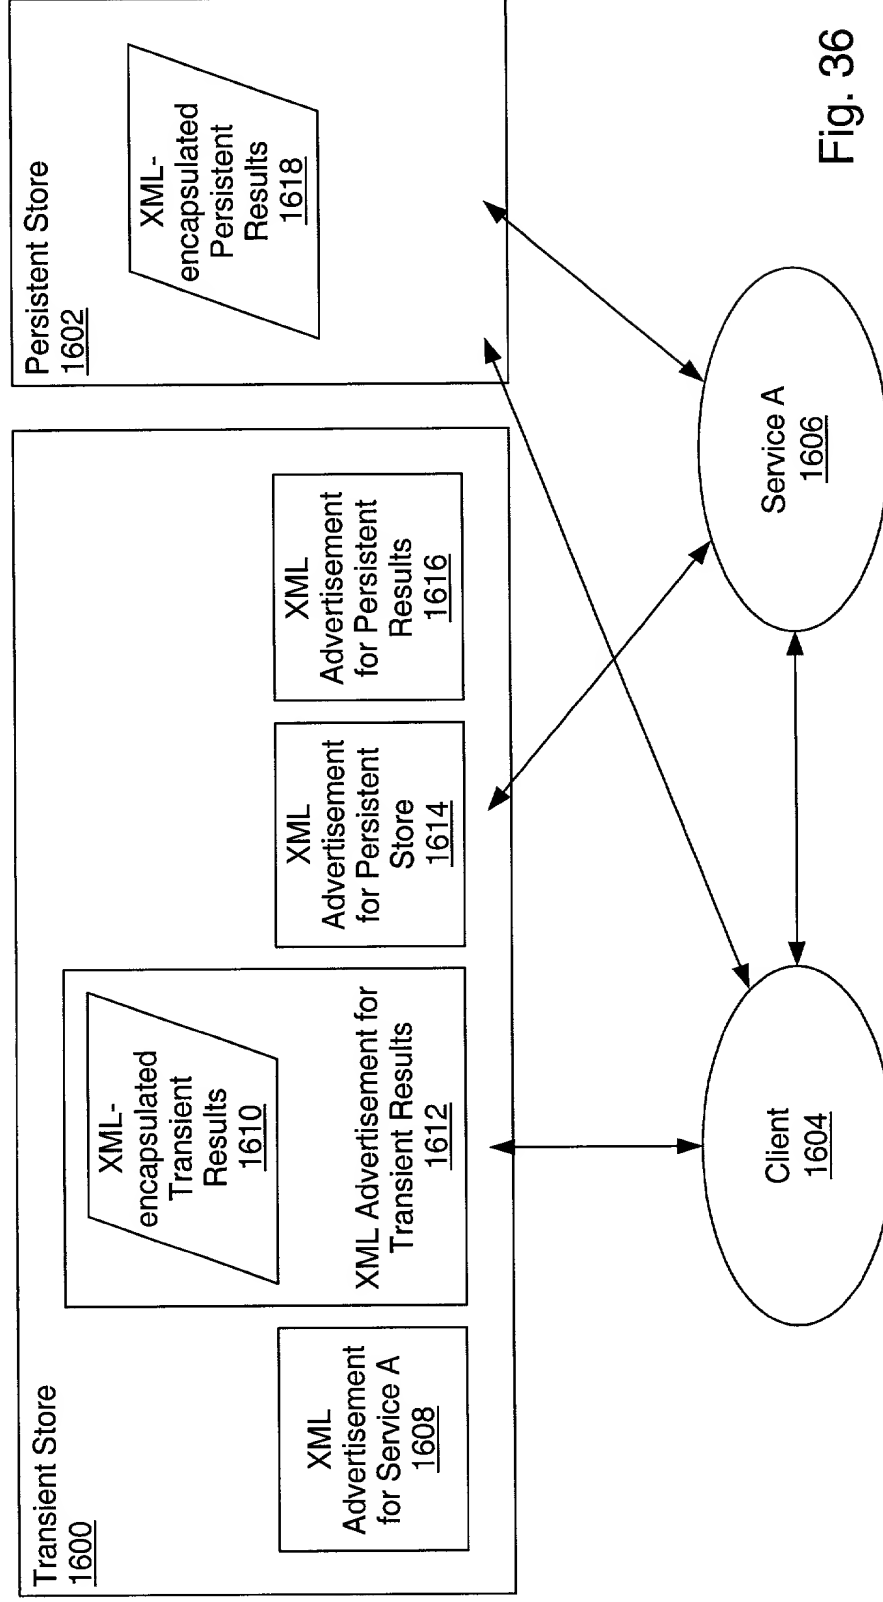 Transient Store
1600
XML
Advertisement
for Service A
1608
XML-
encapsulated
Transient
Results
1610
XML Advertisement for
Transient Results
1612
XML
Advertisement
for Persistent
Store
1614
XML
Advertisement
for Persistent
Results
1616
Persistent Store
1602
XML-
encapsulated
Persistent
Results
1618
Client
1604
Service A
1606
Fig. 36